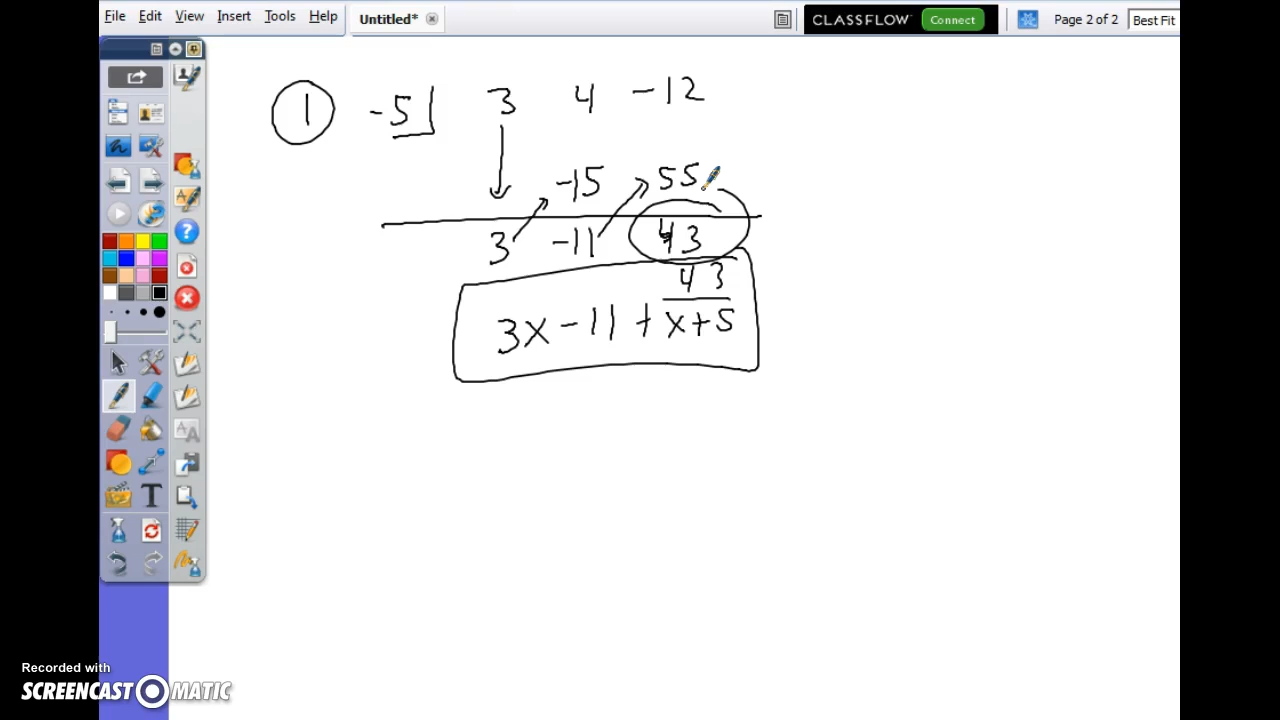 File Edit View Insert Tools Help Untitled* CLASSFLOW Connect Page 2 of 2 Best Fit
1 -5 3 4 -12
-15 55
3 -11 43
43
3x - 11 + x + 5
T
A A
Recorded with
SCREENCAST MATIC